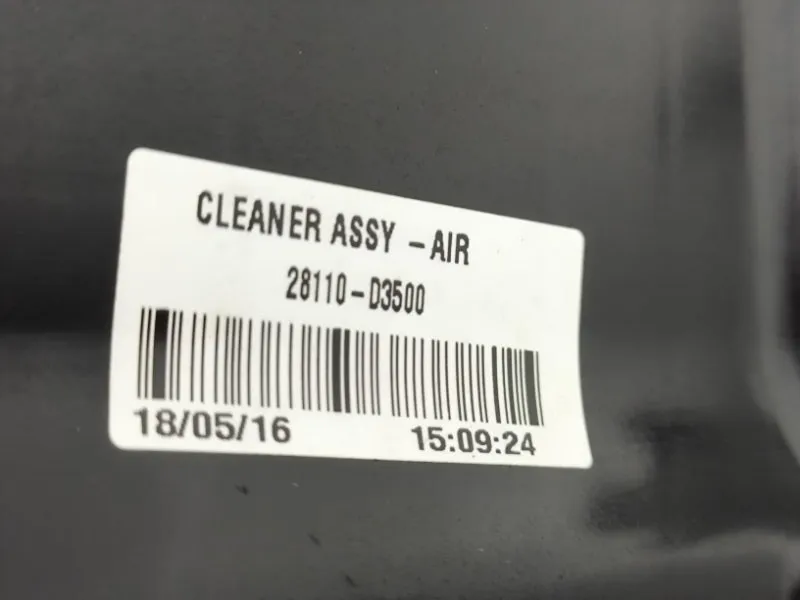 CLEANER ASSY -AIR
28110-D3500
18/05/16 15:09:24